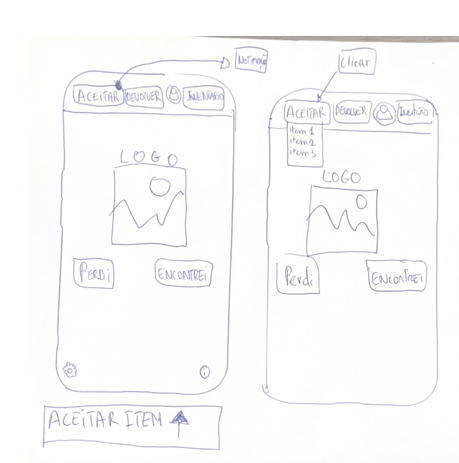 Notificação
Clicar
ACEITAR DEVOLVER INVENTÁRIO
ACEITAR DEVOLVER Inventário
item 1
item 2
item 3
LOGO
LOGO
PERDI ENCONTREI
Perdi ENCONTREI
i
ACEITAR ITEM